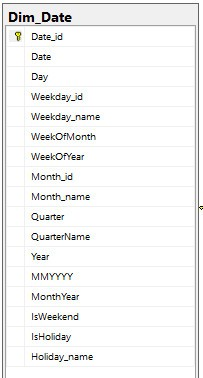 Dim_Date
Date_id
Date
Day
Weekday_id
Weekday_name
WeekOfMonth
WeekOfYear
Month_id
Month_name
Quarter
QuarterName
Year
MMYYYY
MonthYear
IsWeekend
IsHoliday
Holiday_name